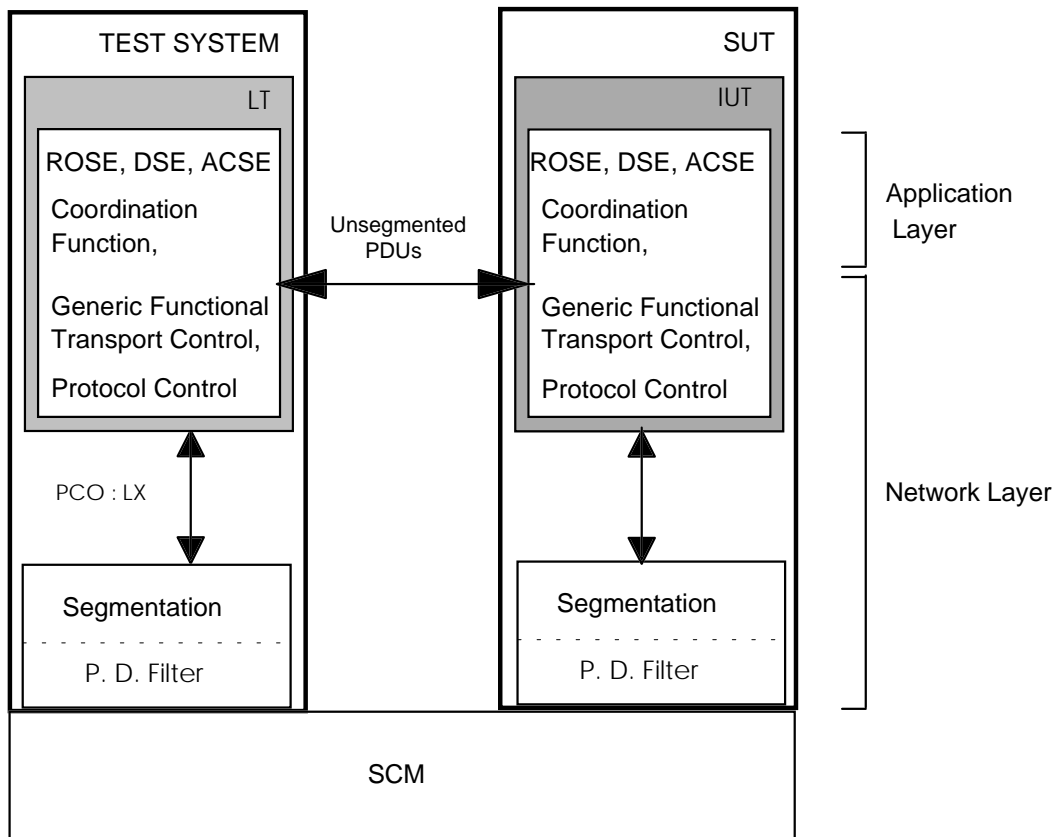 TEST SYSTEM
LT
ROSE, DSE, ACSE
Coordination
Function,
Generic Functional
Transport Control,
Protocol Control
PCO : LX
Segmentation
P. D. Filter
Unsegmented
PDUs
SUT
IUT
ROSE, DSE, ACSE
Coordination
Function,
Generic Functional
Transport Control,
Protocol Control
Segmentation
P. D. Filter
Application
Layer
Network Layer
SCM